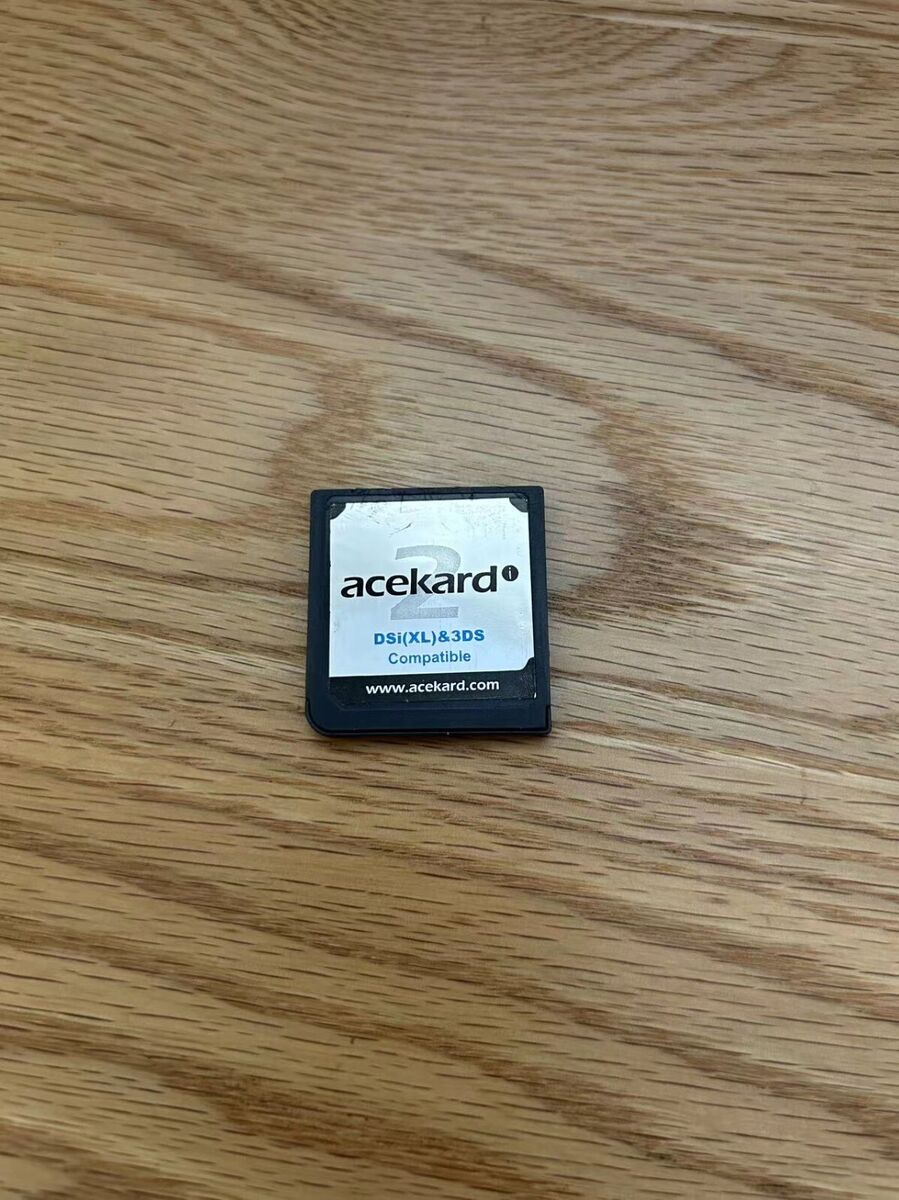 2
acekard i
DSi(XL)&3DS
Compatible
www.acekard.com